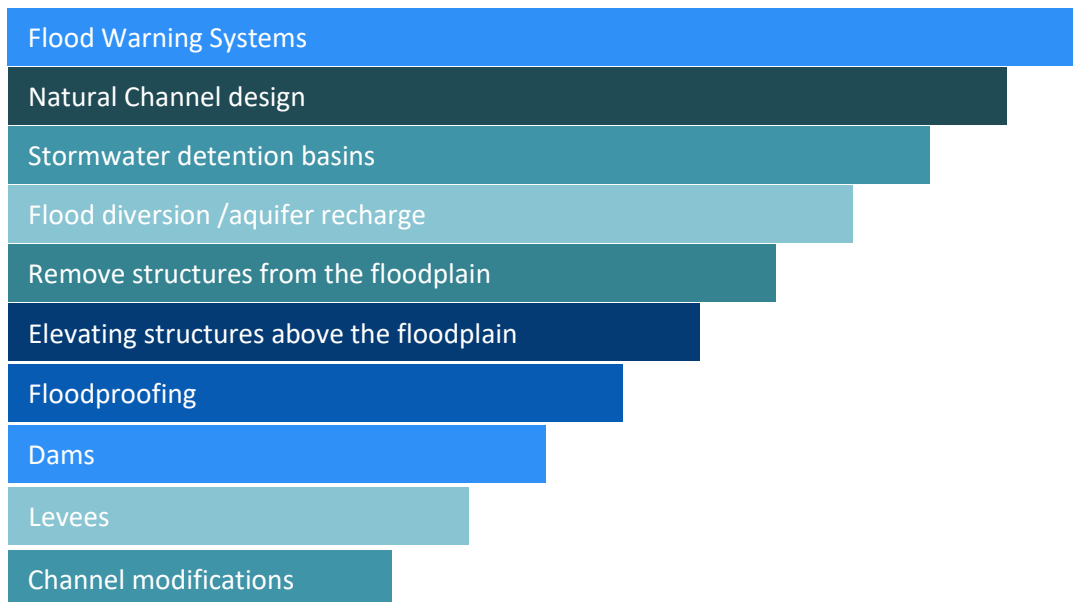 Flood Warning Systems
Natural Channel design
Stormwater detention basins
Flood diversion /aquifer recharge
Remove structures from the floodplain
Elevating structures above the floodplain
Floodproofing
Dams
Levees
Channel modifications